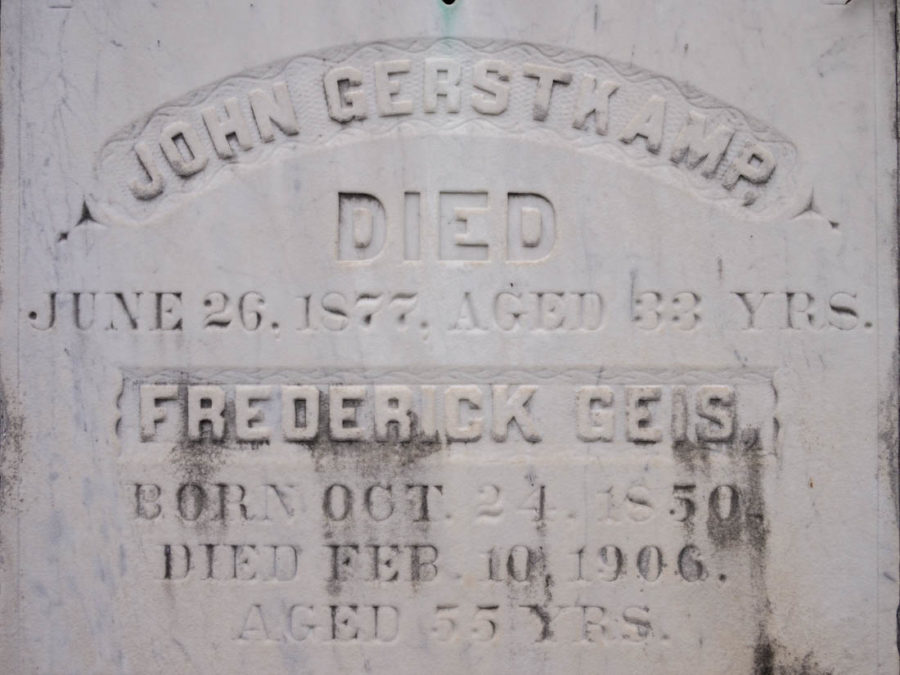 JOHN GERSTKAMP,
DIED
JUNE 26, 1877, AGED 33 YRS.
FREDERICK GEIS,
BORN OCT. 24. 1850.
DIED FEB. 10, 1906.
AGED 55 YRS.